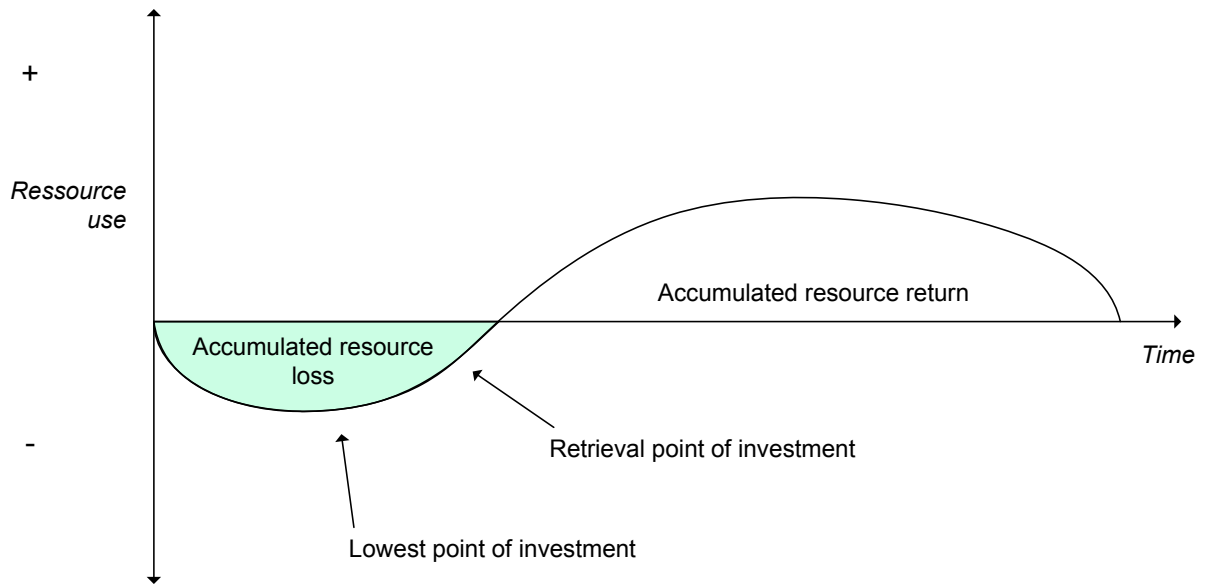 +
Ressource
use
Accumulated resource return
Accumulated resource
loss
Time
-
Retrieval point of investment
Lowest point of investment